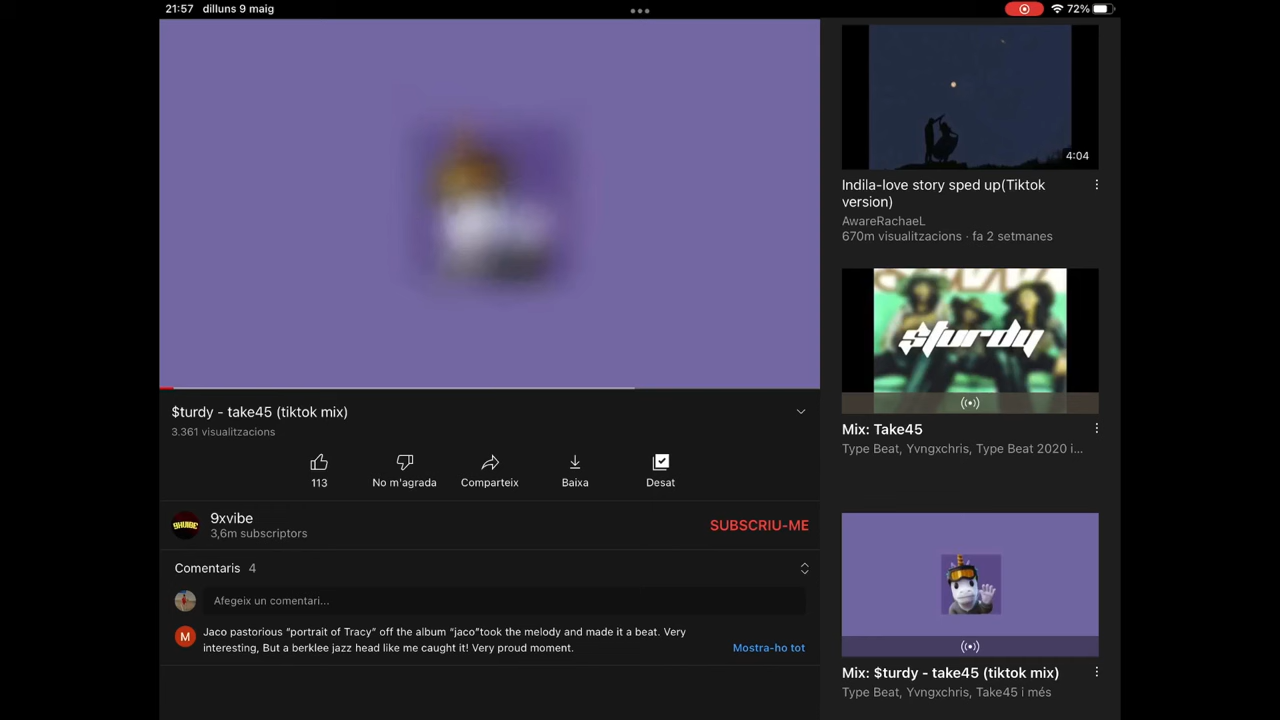 21:57 dilluns 9 maig
72%
$turdy - take45 (tiktok mix)
3.361 visualitzacions
113
No m'agrada
Comparteix
Baixa
Desat
9HVIBE
9xvibe
3,6m subscriptors
SUBSCRIU-ME
Comentaris 4
Afegeix un comentari...
M
Jaco pastorious “portrait of Tracy” off the album “jaco”took the melody and made it a beat. Very
interesting, But a berklee jazz head like me caught it! Very proud moment.
Mostra-ho tot
4:04
Indila-love story sped up(Tiktok
version)
AwareRachaeL
670m visualitzacions · fa 2 setmanes
$turdy
Mix: Take45
Type Beat, Yvngxchris, Type Beat 2020 i...
Mix: $turdy - take45 (tiktok mix)
Type Beat, Yvngxchris, Take45 i més